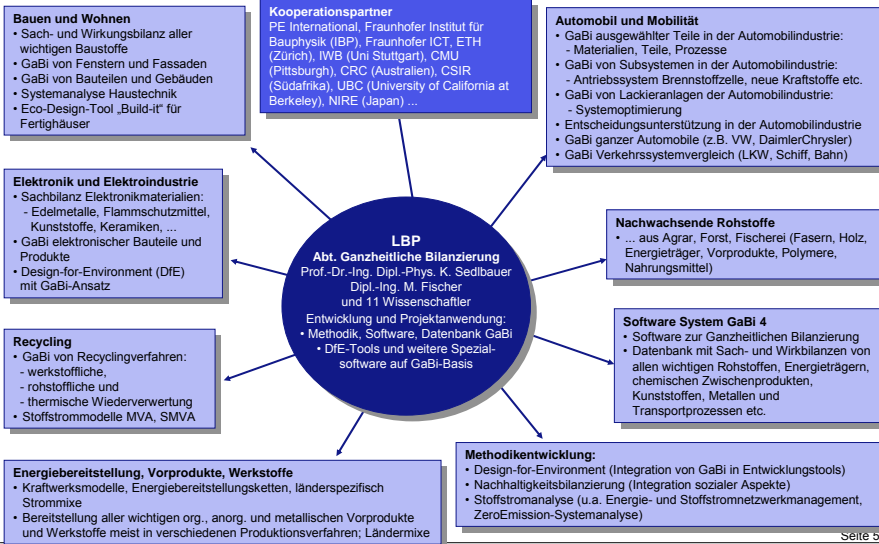 Bauen und Wohnen
• Sach- und Wirkungsbilanz aller
wichtigen Baustoffe
• GaBi von Fenstern und Fassaden
• GaBi von Bauteilen und Gebäuden
• Systemanalyse Haustechnik
• Eco-Design-Tool „Build-it“ für
Fertighäuser
Kooperationspartner
PE International, Fraunhofer Institut für
Bauphysik (IBP), Fraunhofer ICT, ETH
(Zürich), IWB (Uni Stuttgart), CMU
(Pittsburgh), CRC (Australien), CSIR
(Südafrika), UBC (University of California at
Berkeley), NIRE (Japan) ...
Automobil und Mobilität
• GaBi ausgewählter Teile in der Automobilindustrie:
- Materialien, Teile, Prozesse
• GaBi von Subsystemen in der Automobilindustrie:
- Antriebssystem Brennstoffzelle, neue Kraftstoffe etc.
• GaBi von Lackieranlagen der Automobilindustrie:
- Systemoptimierung
• Entscheidungsunterstützung in der Automobilindustrie
• GaBi ganzer Automobile (z.B. VW, DaimlerChrysler)
• GaBi Verkehrssystemvergleich (LKW, Schiff, Bahn)
Elektronik und Elektroindustrie
• Sachbilanz Elektronikmaterialien:
- Edelmetalle, Flammschutzmittel,
Kunststoffe, Keramiken, ...
• GaBi elektronischer Bauteile und
Produkte
• Design-for-Environment (DfE)
mit GaBi-Ansatz
LBP
Abt. Ganzheitliche Bilanzierung
Prof.-Dr.-Ing. Dipl.-Phys. K. Sedlbauer
Dipl.-Ing. M. Fischer
und 11 Wissenschaftler
Entwicklung und Projektanwendung:
• Methodik, Software, Datenbank GaBi
• DfE-Tools und weitere Spezial-
software auf GaBi-Basis
Nachwachsende Rohstoffe
• ... aus Agrar, Forst, Fischerei (Fasern, Holz,
Energieträger, Vorprodukte, Polymere,
Nahrungsmittel)
Recycling
• GaBi von Recyclingverfahren:
- werkstoffliche,
- rohstoffliche und
- thermische Wiederverwertung
• Stoffstrommodelle MVA, SMVA
Software System GaBi 4
• Software zur Ganzheitlichen Bilanzierung
• Datenbank mit Sach- und Wirkbilanzen von
allen wichtigen Rohstoffen, Energieträgern,
chemischen Zwischenprodukten,
Kunststoffen, Metallen und
Transportprozessen etc.
Energiebereitstellung, Vorprodukte, Werkstoffe
• Kraftwerksmodelle, Energiebereitstellungsketten, länderspezifisch
Strommixe
• Bereitstellung aller wichtigen org., anorg. und metallischen Vorprodukte
und Werkstoffe meist in verschiedenen Produktionsverfahren; Ländermixe
Methodikentwicklung:
• Design-for-Environment (Integration von GaBi in Entwicklungstools)
• Nachhaltigkeitsbilanzierung (Integration sozialer Aspekte)
• Stoffstromanalyse (u.a. Energie- und Stoffstromnetzwerkmanagement,
ZeroEmission-Systemanalyse)
Seite 5